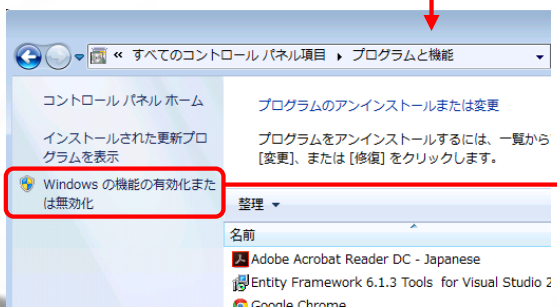 « すべてのコントロール パネル項目 ▸ プログラムと機能
コントロール パネル ホーム
インストールされた更新プロ
グラムを表示
Windows の機能の有効化また
は無効化
プログラムのアンインストールまたは変更
プログラムをアンインストールするには、一覧から
[変更]、または [修復] をクリックします。
整理
名前
Adobe Acrobat Reader DC - Japanese
Entity Framework 6.1.3 Tools for Visual Studio 2
Google Chrome